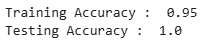 Training Accuracy :  0.95
Testing Accuracy :  1.0